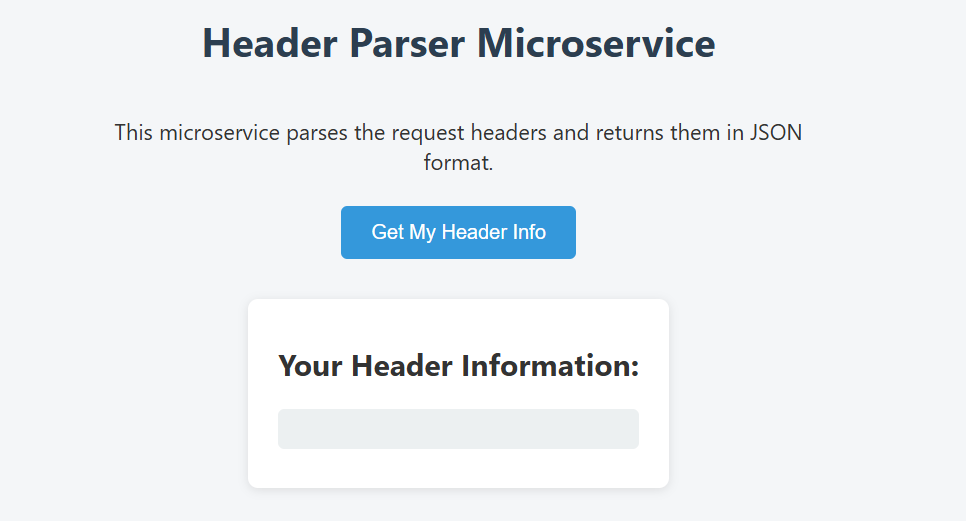 Header Parser Microservice
This microservice parses the request headers and returns them in JSON
format.
Get My Header Info
Your Header Information: